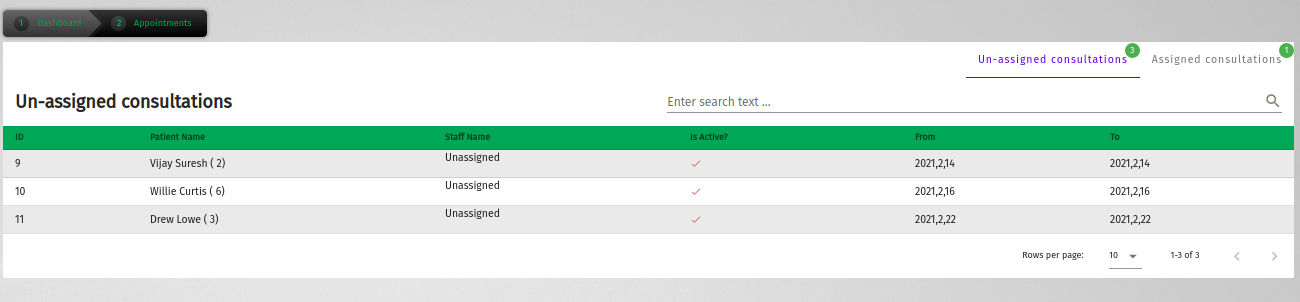 1 Dashboard 2 Appointments
Un-assigned consultations 3 Assigned consultations 1
Un-assigned consultations Enter search text ...
ID Patient Name Staff Name Is Active? From To
9 Vijay Suresh ( 2) Unassigned 2021,2,14 2021,2,14
10 Willie Curtis ( 6) Unassigned 2021,2,16 2021,2,16
11 Drew Lowe ( 3) Unassigned 2021,2,22 2021,2,22
Rows per page: 10 1-3 of 3